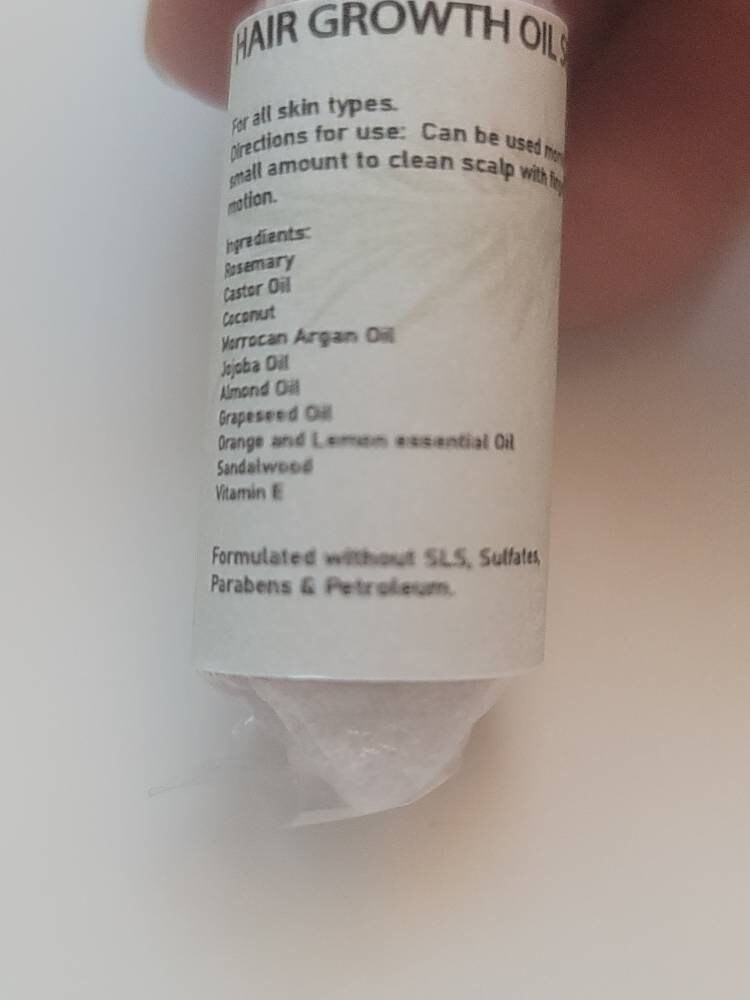 HAIR GROWTH OIL
For all skin types.
Directions for use: Can be used
small amount to clean scalp with
motion.
Ingredients:
Rosemary
Castor Oil
Coconut
Morrocan Argan Oil
Jojoba Oil
Almond Oil
Grapeseed Oil
Orange and Lemon essential Oil
Sandalwood
Vitamin E
Formulated without SLS, Sulfates,
Parabens & Petroleum.